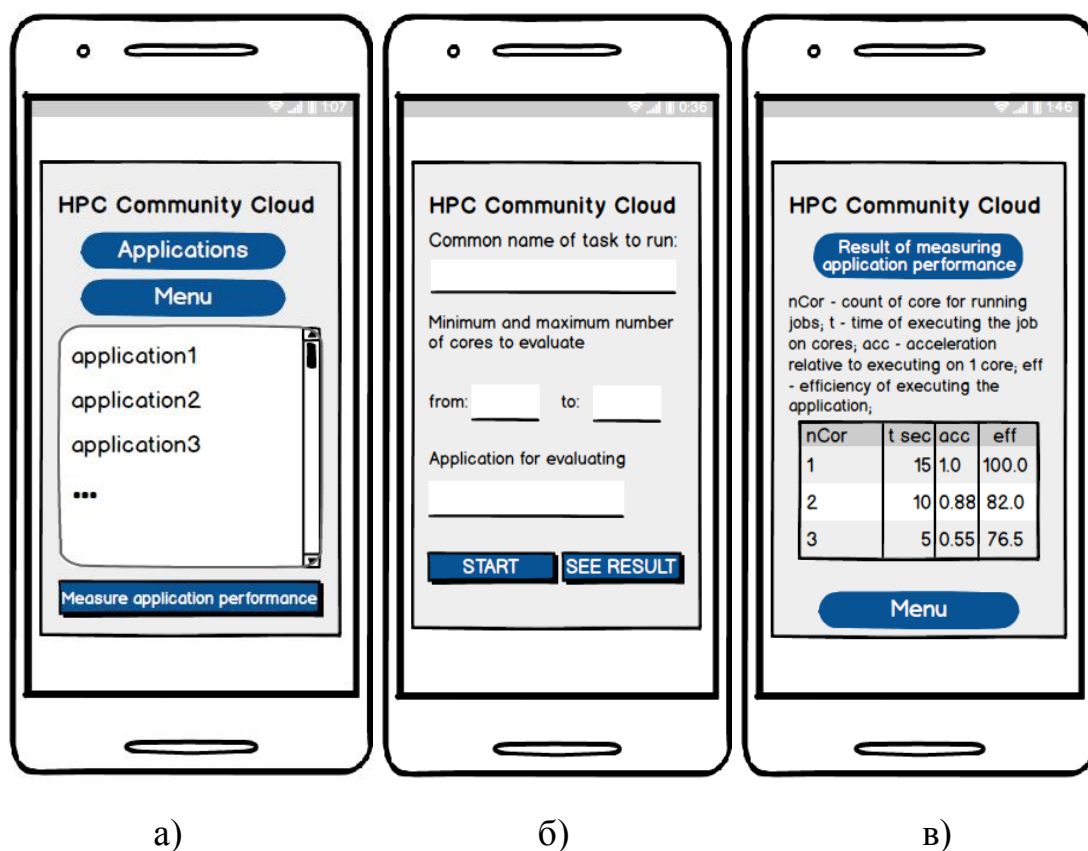 1:07
HPC Community Cloud
Applications
Menu
application1
application2
application3
...
Measure application performance
0:36
HPC Community Cloud
Common name of task to run:
Minimum and maximum number
of cores to evaluate
from: to:
Application for evaluating
START SEE RESULT
1:46
HPC Community Cloud
Result of measuring
application performance
nCor - count of core for running
jobs; t - time of executing the job
on cores; acc - acceleration
relative to executing on 1 core; eff
- efficiency of executing the
application;
nCor t sec acc eff
1 15 1.0 100.0
2 10 0.88 82.0
3 5 0.55 76.5
Menu
а) б) в)